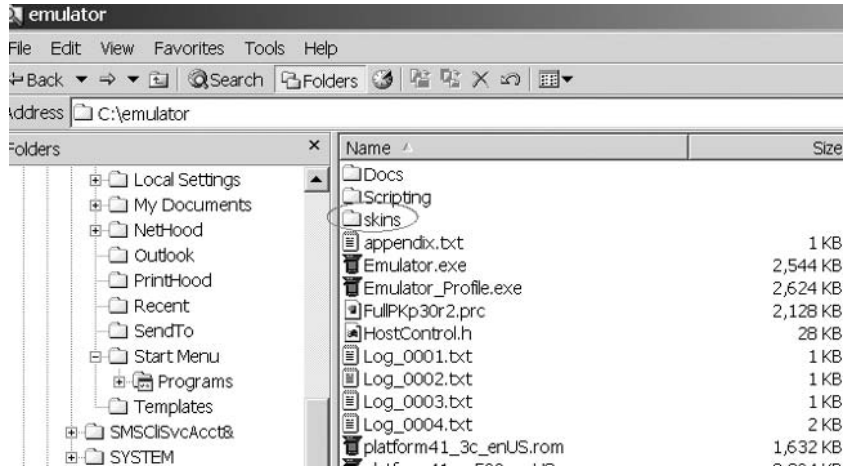 emulator
File Edit View Favorites Tools Help
Back Search Folders
Address C:\emulator
Folders × Name Size
Local Settings
My Documents
NetHood
Outlook
PrintHood
Recent
SendTo
Start Menu
Programs
Templates
SMSCliSvcAcct&
SYSTEM
Docs
Scripting
skins
appendix.txt 1 KB
Emulator.exe 2,544 KB
Emulator_Profile.exe 2,624 KB
FullPKp30r2.prc 2,128 KB
HostControl.h 28 KB
Log_0001.txt 1 KB
Log_0002.txt 1 KB
Log_0003.txt 1 KB
Log_0004.txt 2 KB
platform41_3c_enUS.rom 1,632 KB